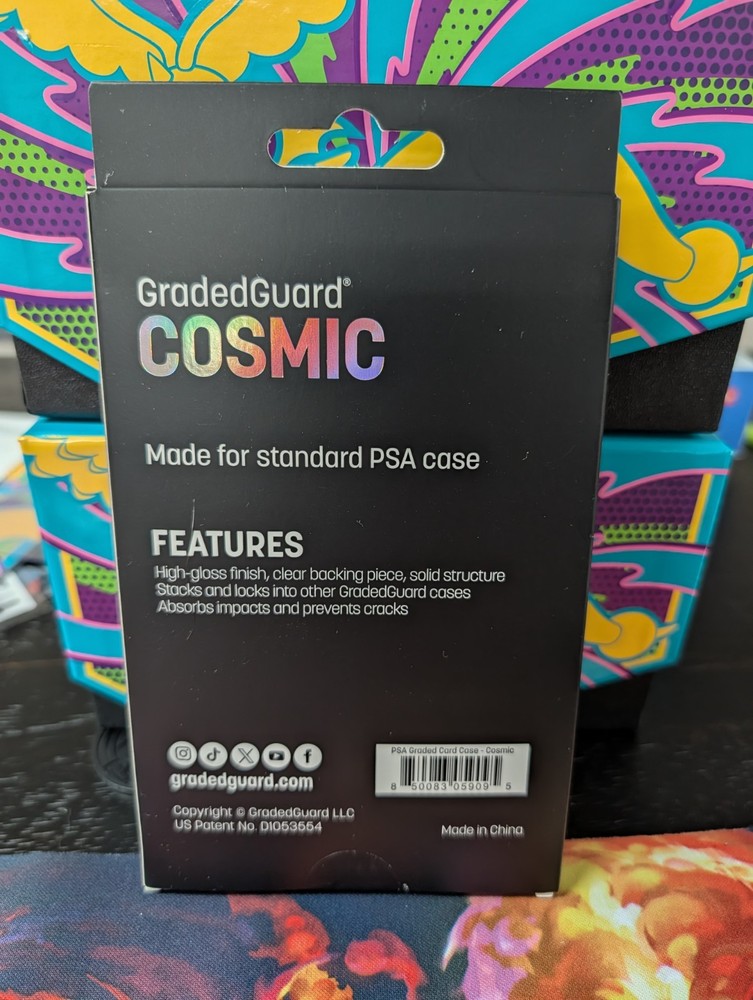 GradedGuard®
COSMIC
Made for standard PSA case
FEATURES
High-gloss finish, clear backing piece, solid structure
Stacks and locks into other GradedGuard cases
Absorbs impacts and prevents cracks
gradedguard.com
PSA Graded Card Case - Cosmic
8 50083 05909 5
Copyright © GradedGuard LLC
US Patent No. D1053554
Made in China